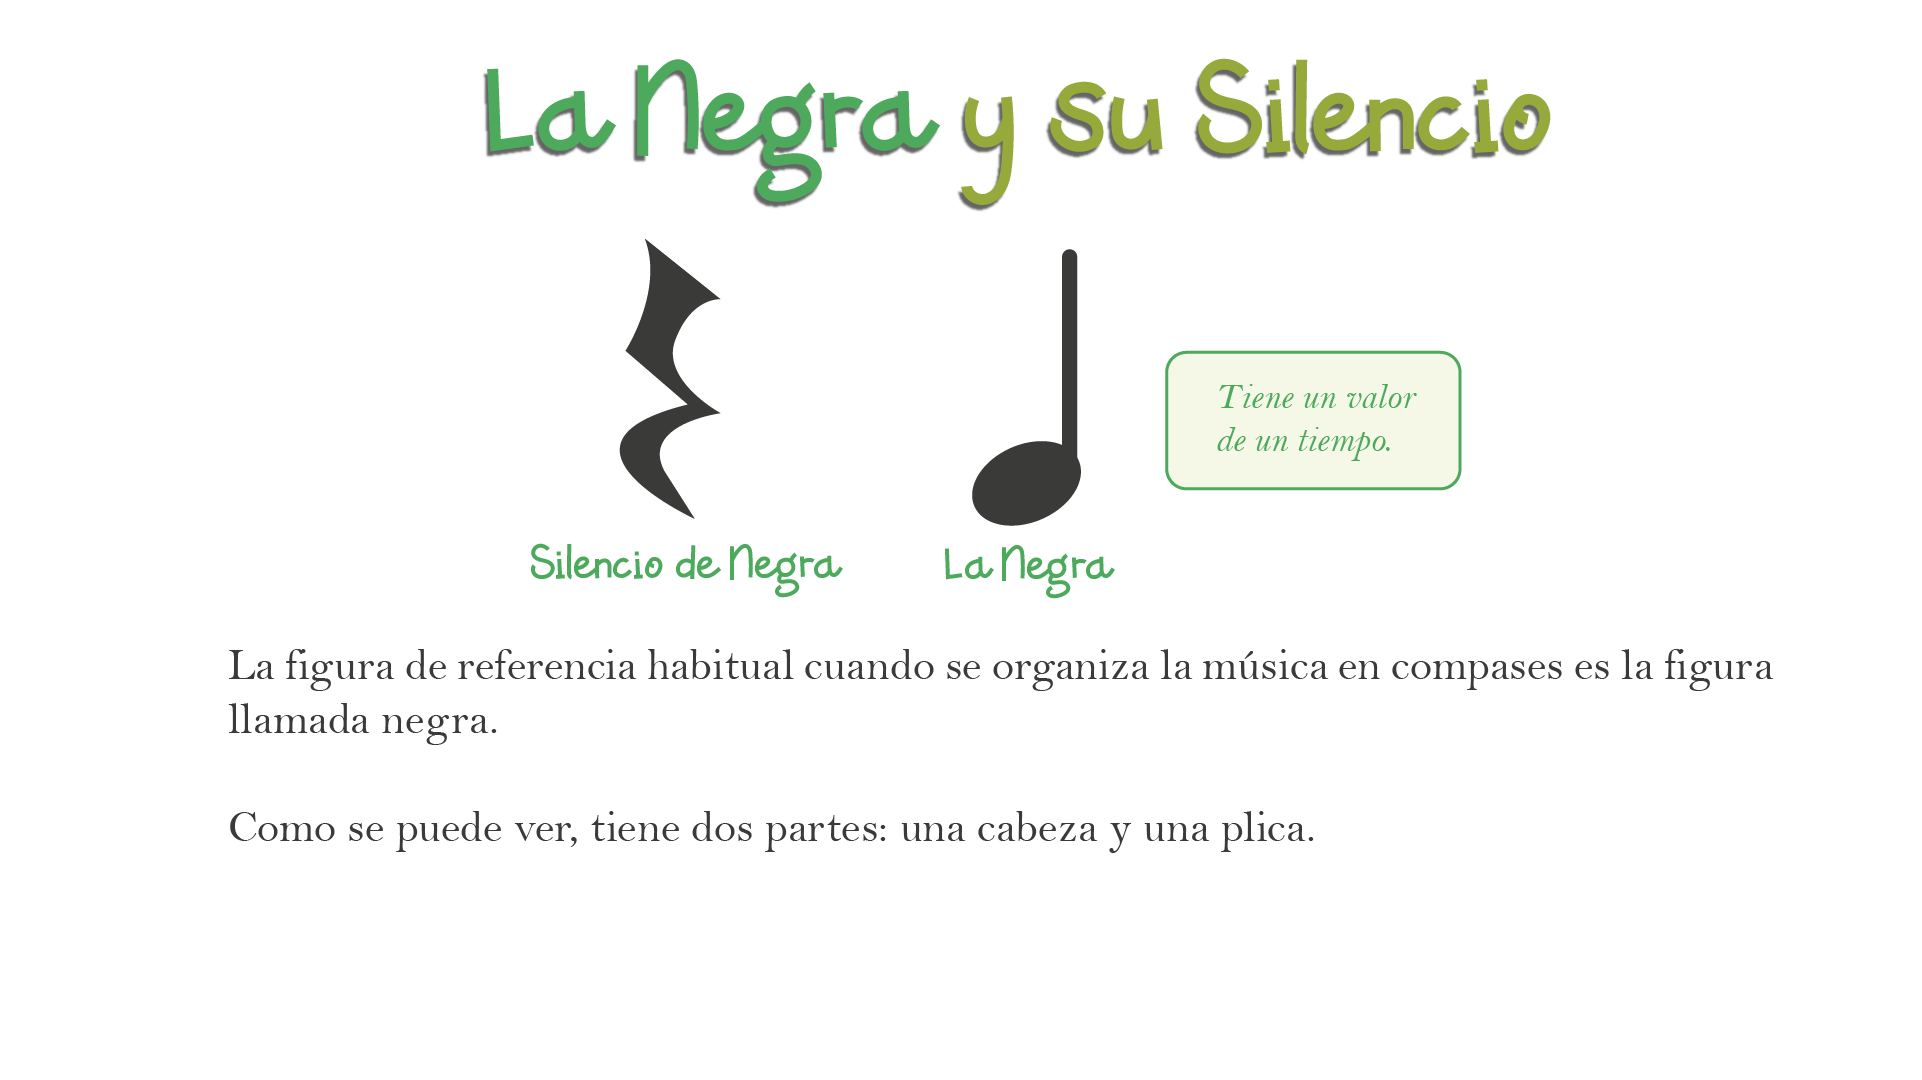 La Negra y su Silencio
Tiene un valor
de un tiempo.
Silencio de Negra
La Negra
La figura de referencia habitual cuando se organiza la música en compases es la figura
llamada negra.
Como se puede ver, tiene dos partes: una cabeza y una plica.